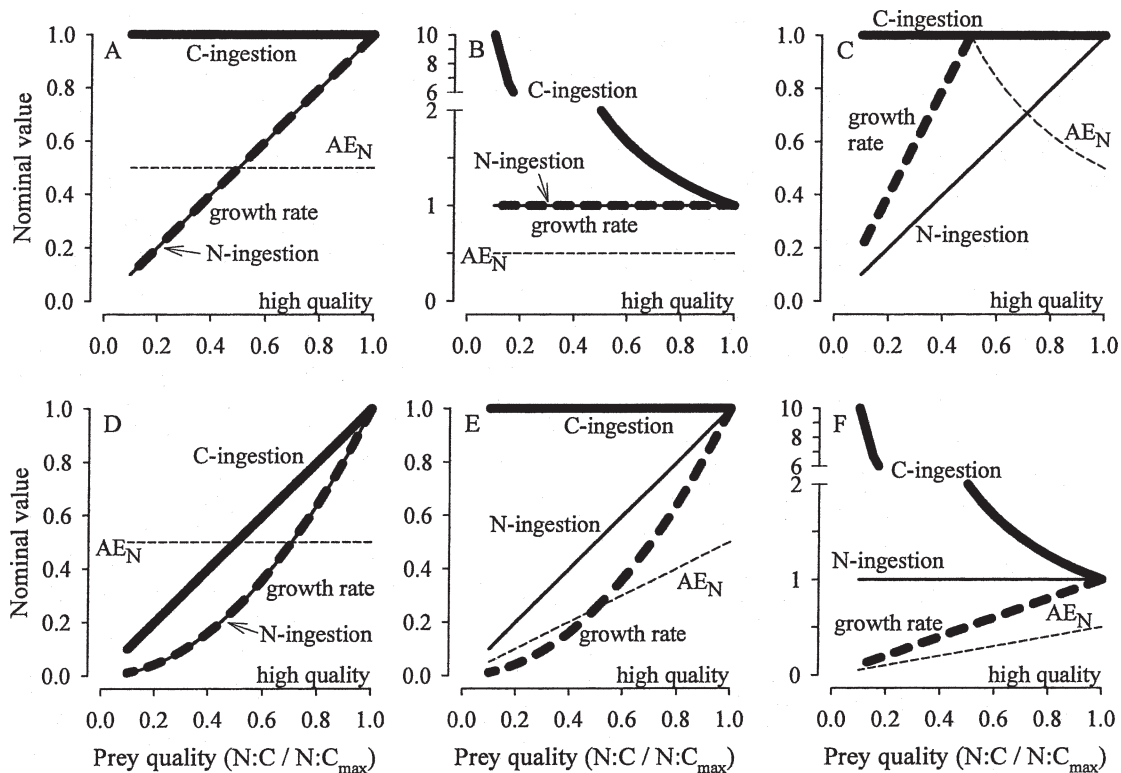 A
C-ingestion
AE_N
growth rate
N-ingestion
high quality
Nominal value
1.0
0.8
0.6
0.4
0.2
0.0
0.0 0.2 0.4 0.6 0.8 1.0
B
C-ingestion
N-ingestion
growth rate
AE_N
high quality
10
8
6
2
1
0
0.0 0.2 0.4 0.6 0.8 1.0
C-ingestion
C
growth
rate
AE_N
N-ingestion
high quality
1.0
0.8
0.6
0.4
0.2
0.0
0.0 0.2 0.4 0.6 0.8 1.0
D
C-ingestion
AE_N
growth rate
N-ingestion
high quality
Nominal value
1.0
0.8
0.6
0.4
0.2
0.0
0.0 0.2 0.4 0.6 0.8 1.0
Prey quality (N:C / N:C_max)
E
C-ingestion
N-ingestion
AE_N
growth rate
high quality
1.0
0.8
0.6
0.4
0.2
0.0
0.0 0.2 0.4 0.6 0.8 1.0
Prey quality (N:C / N:C_max)
F
C-ingestion
N-ingestion
growth rate
AE_N
high quality
10
8
6
2
1
0
0.0 0.2 0.4 0.6 0.8 1.0
Prey quality (N:C / N:C_max)